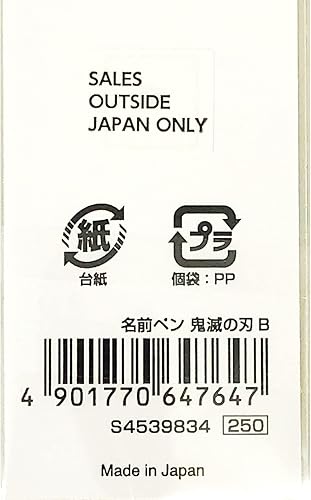 SALES
OUTSIDE
JAPAN ONLY
紙 プラ
台紙 個袋:PP
名前ペン 鬼滅の刃 B
4 901770 647647
S4539834 250
Made in Japan